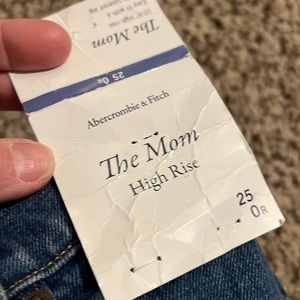 The Mom
25 0R
Abercrombie & Fitch
The Mom
High Rise
25
0R